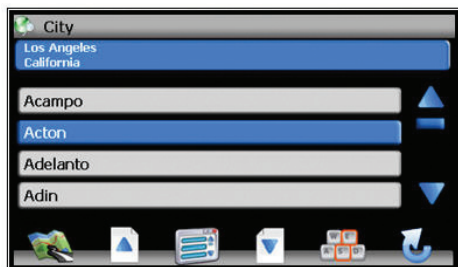 City
Los Angeles
California
Acampo
Acton
Adelanto
Adin
W E
A S D